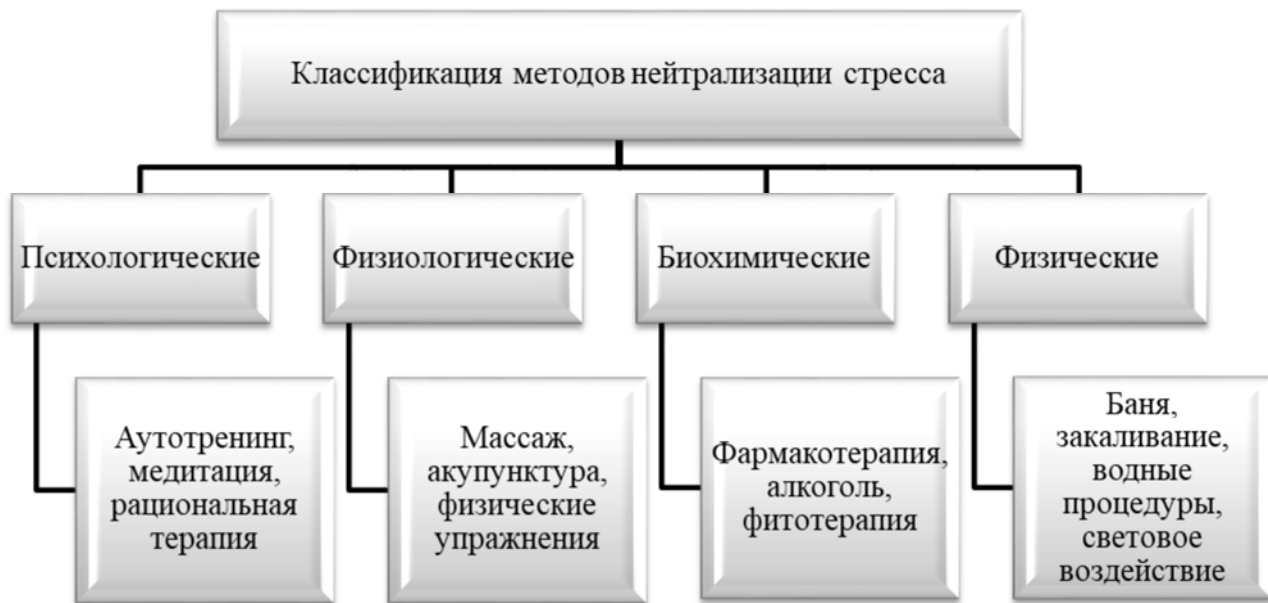 Классификация методов нейтрализации стресса
Психологические
Физиологические
Биохимические
Физические
Аутотренинг,
медитация,
рациональная
терапия
Массаж,
акупунктура,
физические
упражнения
Фармакотерапия,
алкоголь,
фитотерапия
Баня,
закаливание,
водные
процедуры,
световое
воздействие